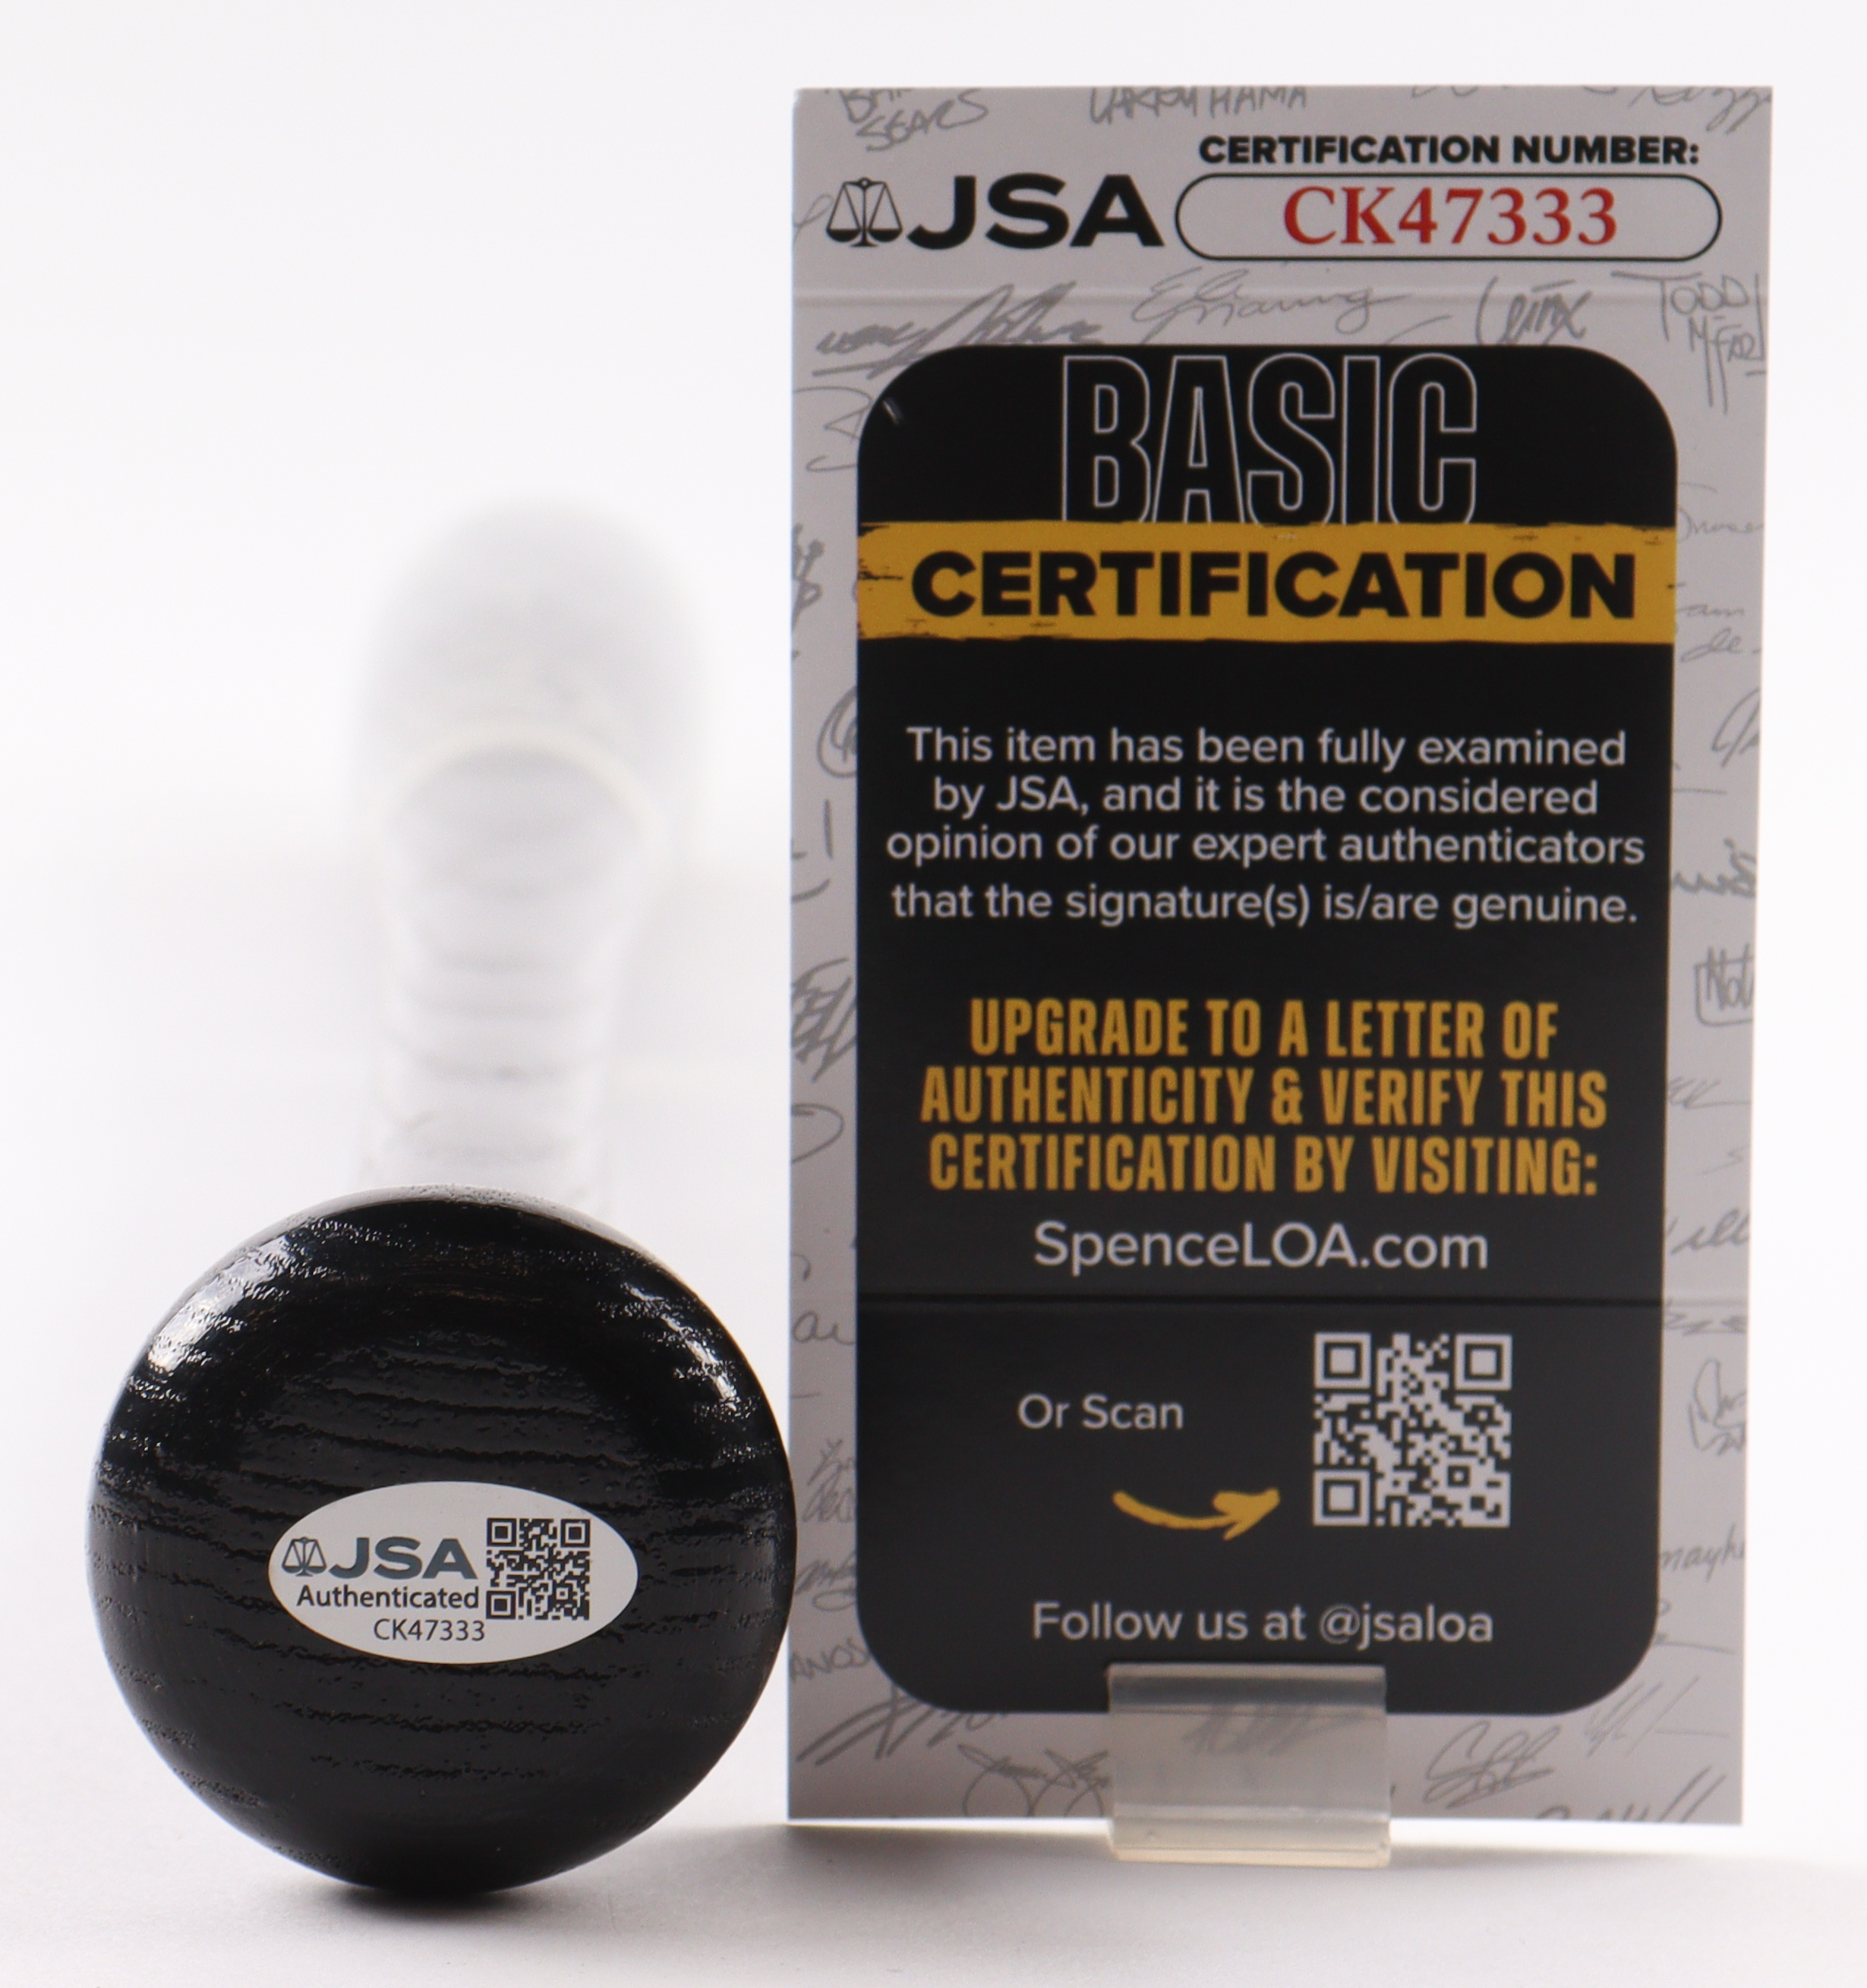 CERTIFICATION NUMBER:
JSA
CK47333
BASIC
CERTIFICATION
This item has been fully examined
by JSA, and it is the considered
opinion of our expert authenticators
that the signature(s) is/are genuine.
UPGRADE TO A LETTER OF
AUTHENTICITY & VERIFY THIS
CERTIFICATION BY VISITING:
SpenceLOA.com
Or Scan
Follow us at @jsaloa
JSA
Authenticated
CK47333